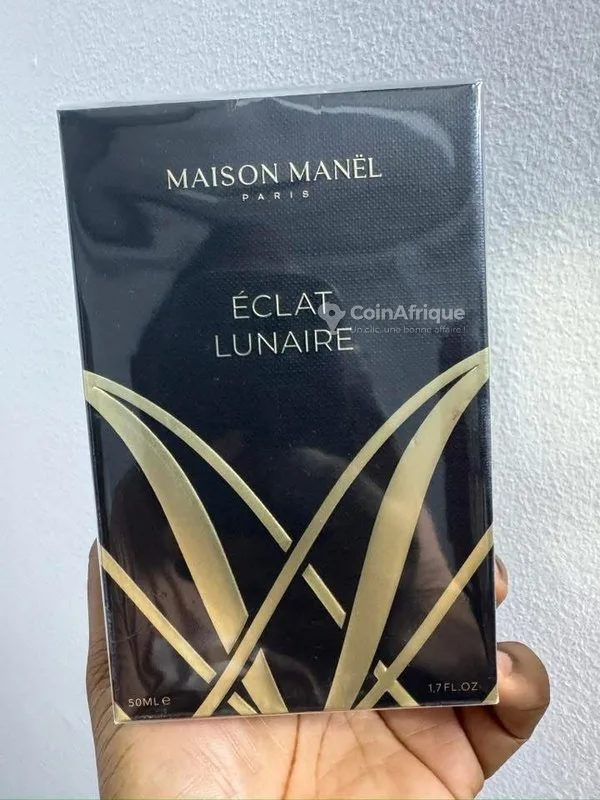 MAISON MANËL
PARIS
ÉCLAT
LUNAIRE
CoinAfrique
Un clic, une bonne affaire !
50ML e
1.7 FL.OZ